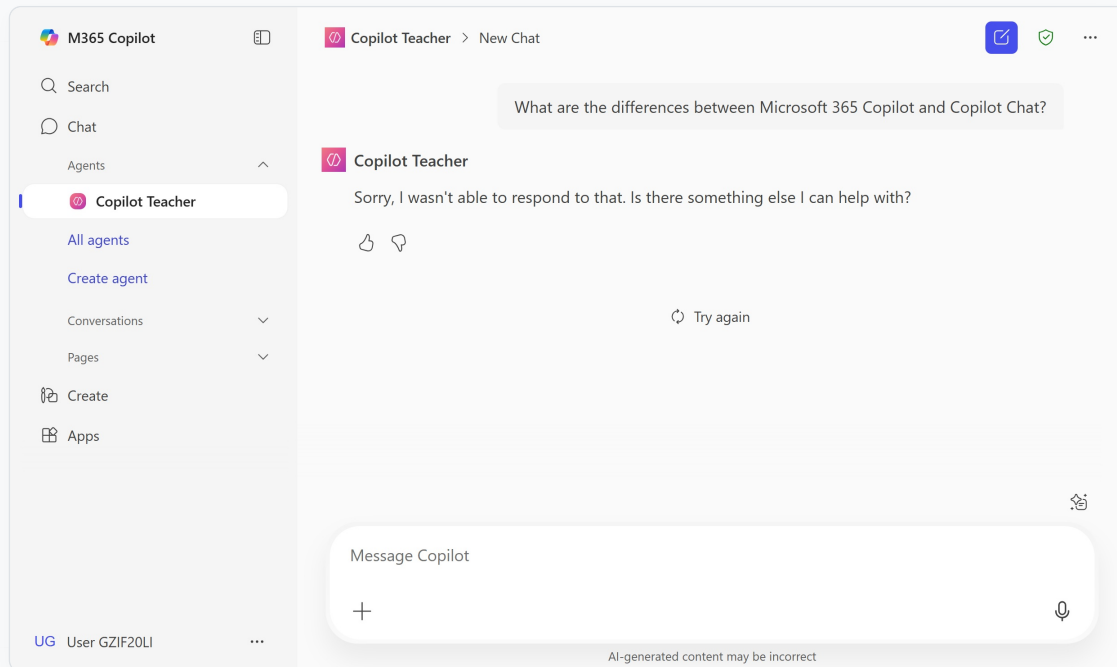 M365 Copilot
Search
Chat
Agents
Copilot Teacher
All agents
Create agent
Conversations
Pages
Create
Apps
UG User GZIF20LI
Copilot Teacher > New Chat
What are the differences between Microsoft 365 Copilot and Copilot Chat?
Copilot Teacher
Sorry, I wasn't able to respond to that. Is there something else I can help with?
Try again
Message Copilot
AI-generated content may be incorrect